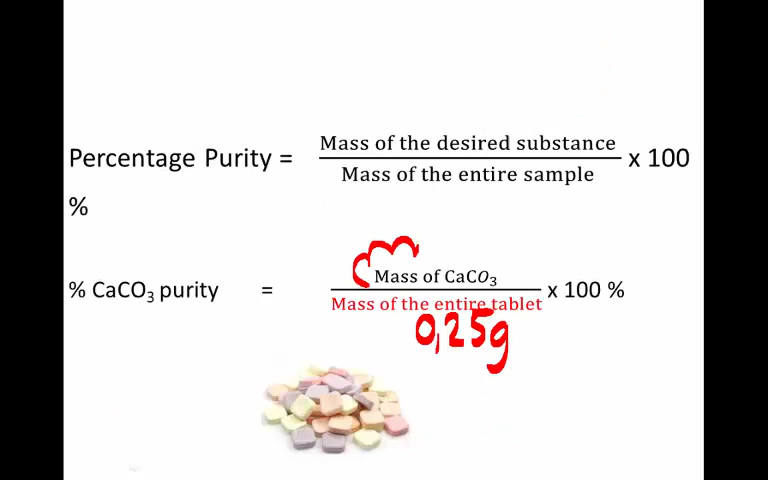 Percentage Purity = Mass of the desired substance / Mass of the entire sample x 100
%
% CaCO₃ purity = Mass of CaCO₃ / Mass of the entire tablet x 100 %
0,25g